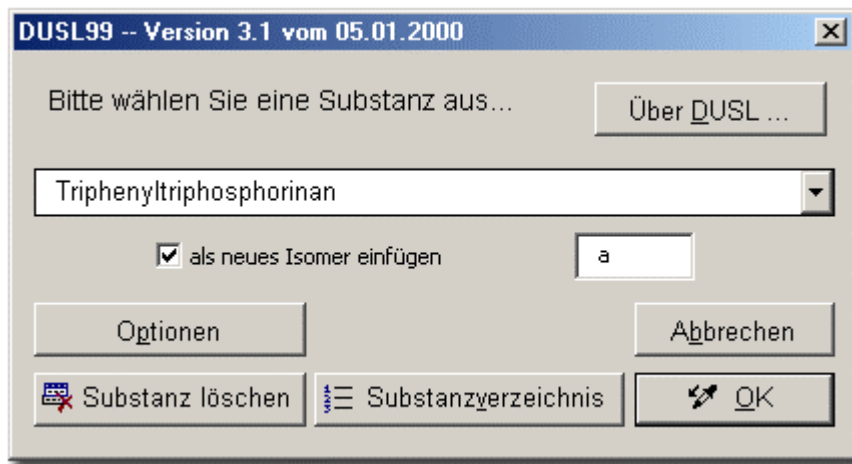 DUSL99 -- Version 3.1 vom 05.01.2000
Bitte wählen Sie eine Substanz aus...
Über DUSL ...
Triphenyltriphosphorinan
als neues Isomer einfügen
a
Optionen
Abbrechen
Substanz löschen
Substanzverzeichnis
OK